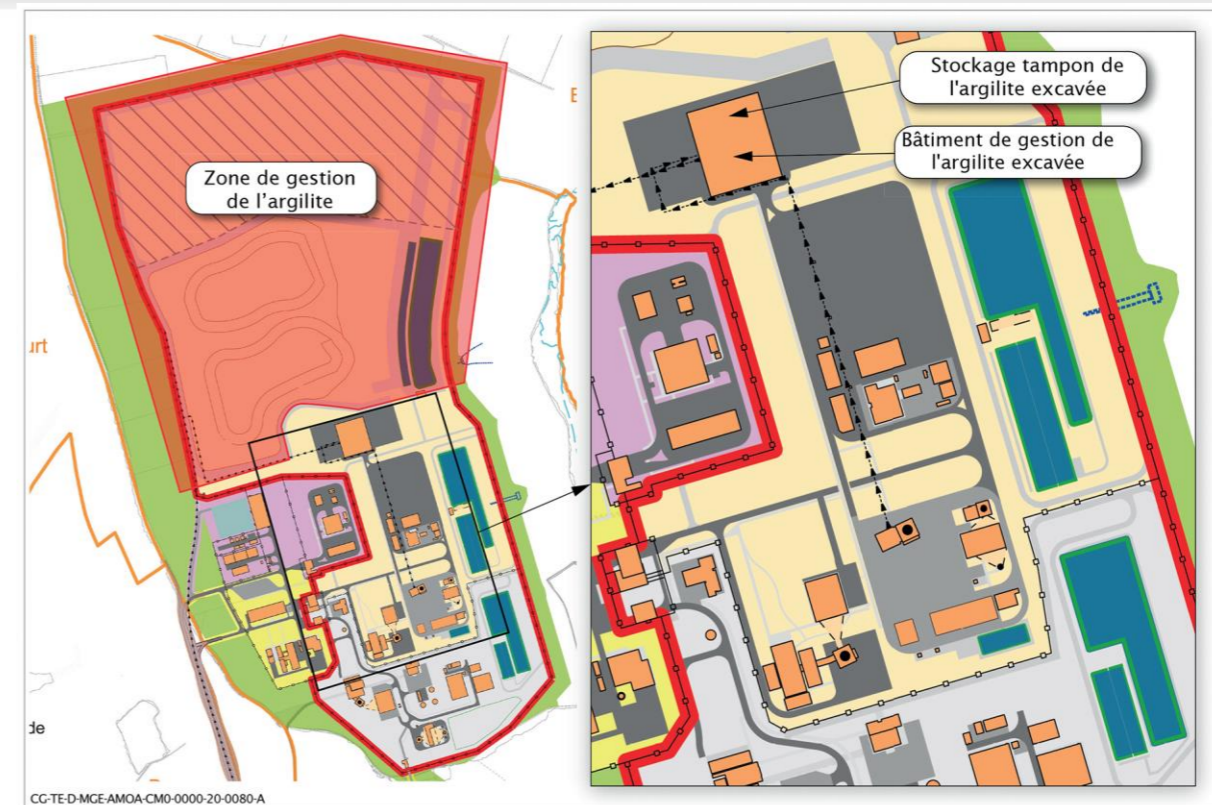 Zone de gestion
de l’argilite
Stockage tampon de
l'argilite excavée
Bâtiment de gestion de
l'argilite excavée
E
urt
de
CG-TE-D-MGE-AMOA-CM0-0000-20-0080-A